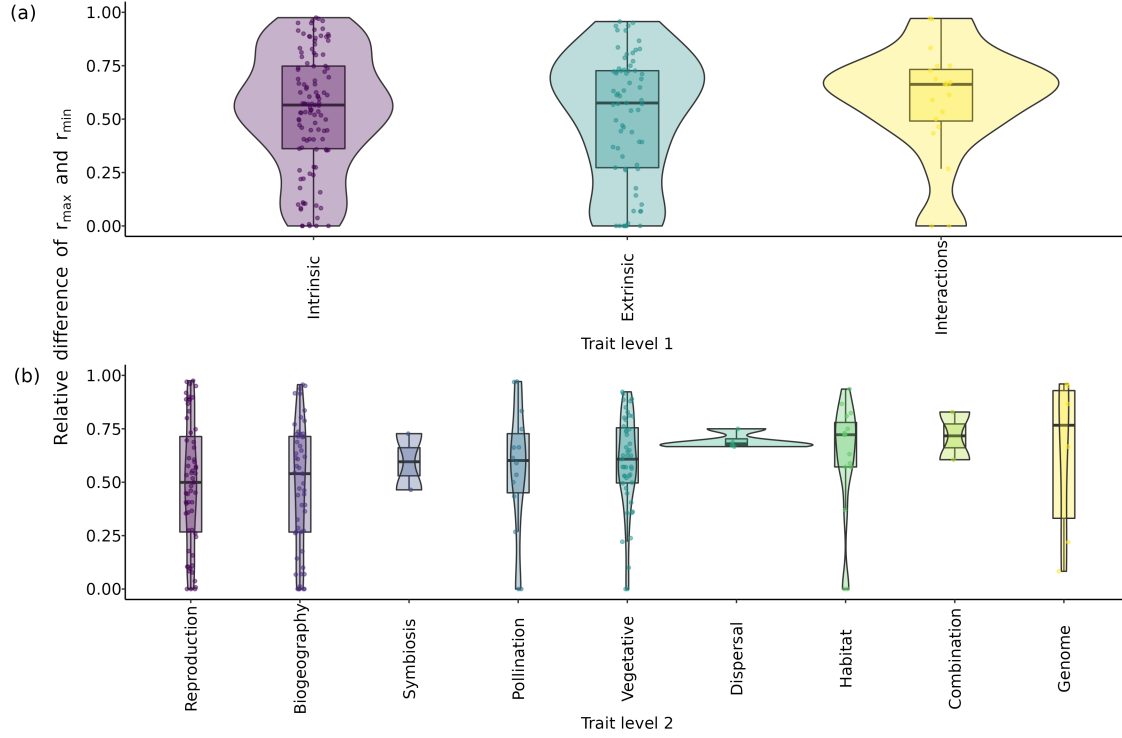 (a)
Relative difference of rmax and rmin
1.00
0.75
0.50
0.25
0.00
Intrinsic
Extrinsic
Interactions
Trait level 1
(b)
1.00
0.75
0.50
0.25
0.00
Reproduction
Biogeography
Symbiosis
Pollination
Vegetative
Dispersal
Habitat
Combination
Genome
Trait level 2